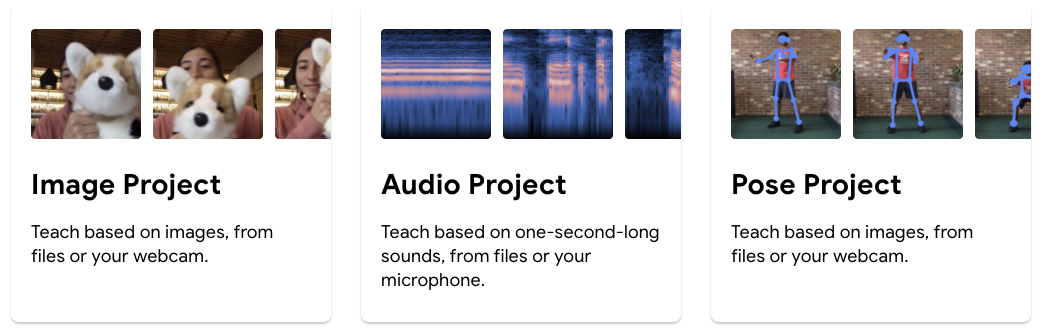 Image Project
Teach based on images, from
files or your webcam.
Audio Project
Teach based on one-second-long
sounds, from files or your
microphone.
Pose Project
Teach based on images, from
files or your webcam.